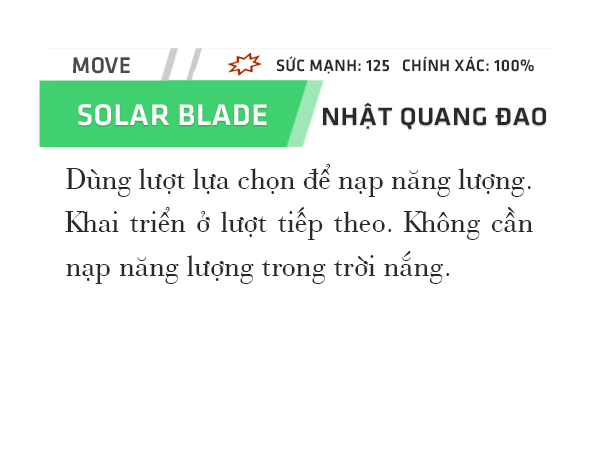 MOVE SỨC MẠNH: 125 CHÍNH XÁC: 100%
SOLAR BLADE NHẬT QUANG ĐAO
Dùng lượt lựa chọn để nạp năng lượng.
Khai triển ở lượt tiếp theo. Không cần
nạp năng lượng trong trời nắng.